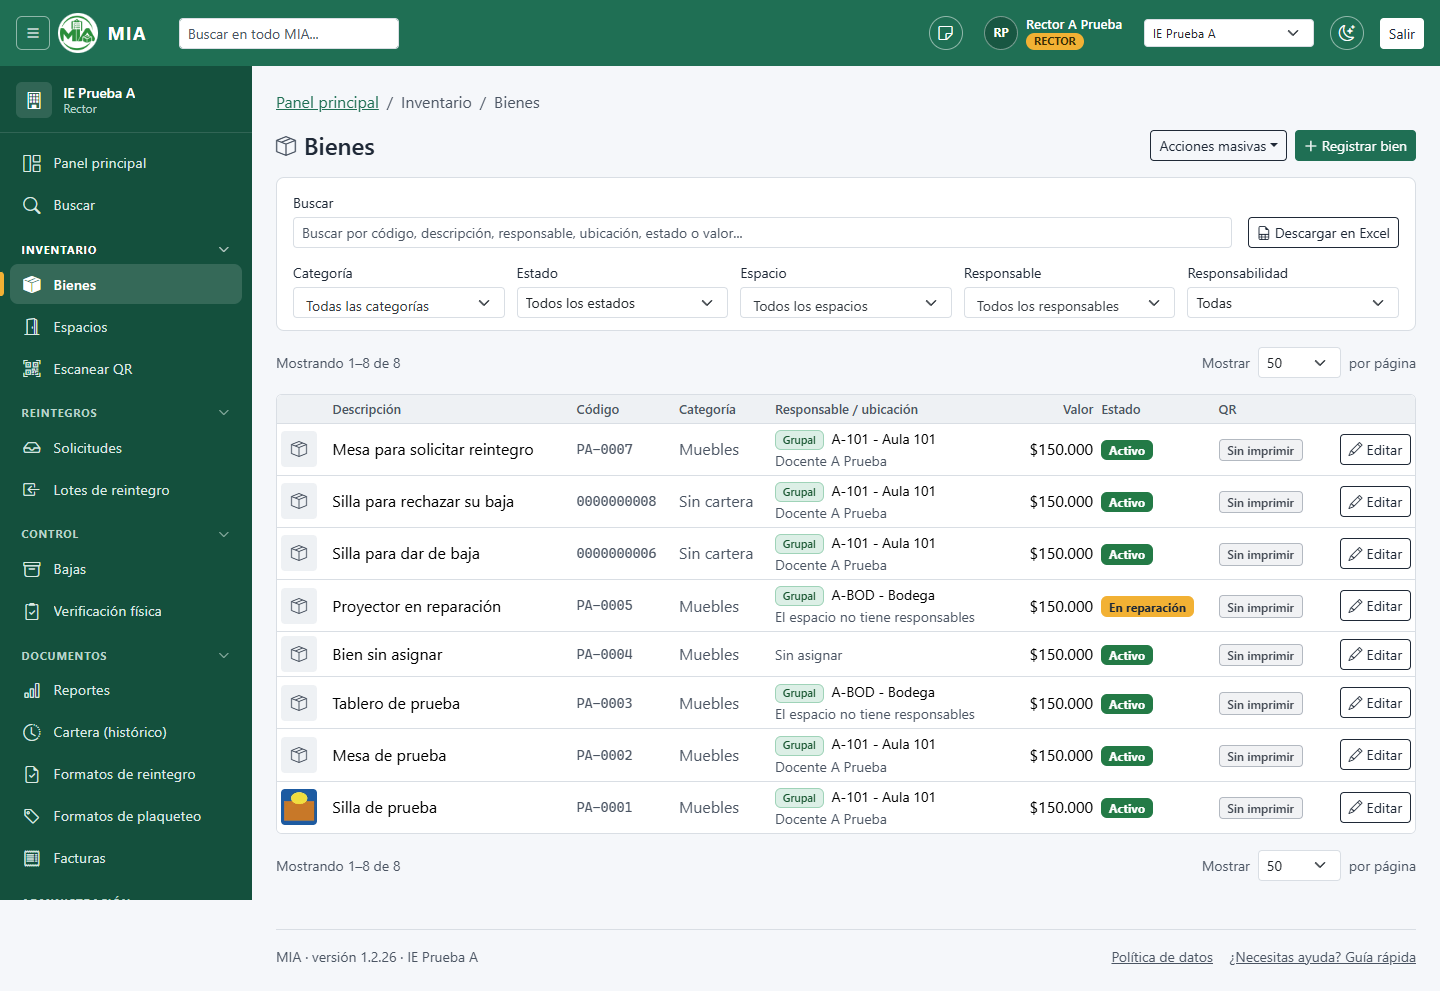 MIA
Buscar en todo MIA...
RP
Rector A Prueba
RECTOR
IE Prueba A
Salir
IE Prueba A
Rector
Panel principal
Buscar
INVENTARIO
Bienes
Espacios
Escanear QR
REINTEGROS
Solicitudes
Lotes de reintegro
CONTROL
Bajas
Verificación física
DOCUMENTOS
Reportes
Cartera (histórico)
Formatos de reintegro
Formatos de plaqueteo
Facturas
Panel principal / Inventario / Bienes
Bienes
Acciones masivas
Registrar bien
Buscar
Buscar por código, descripción, responsable, ubicación, estado o valor...
Descargar en Excel
Categoría Estado Espacio Responsable Responsabilidad
Todas las categorías Todos los estados Todos los espacios Todos los responsables Todas
Mostrando 1–8 de 8
Mostrar 50 por página
Descripción Código Categoría Responsable / ubicación Valor Estado QR
Mesa para solicitar reintegro PA-0007 Muebles Grupal A-101 - Aula 101 $150.000 Activo Sin imprimir Editar
Docente A Prueba
Silla para rechazar su baja 0000000008 Sin cartera Grupal A-101 - Aula 101 $150.000 Activo Sin imprimir Editar
Docente A Prueba
Silla para dar de baja 0000000006 Sin cartera Grupal A-101 - Aula 101 $150.000 Activo Sin imprimir Editar
Docente A Prueba
Proyector en reparación PA-0005 Muebles Grupal A-BOD - Bodega $150.000 En reparación Sin imprimir Editar
El espacio no tiene responsables
Bien sin asignar PA-0004 Muebles Sin asignar $150.000 Activo Sin imprimir Editar
Tablero de prueba PA-0003 Muebles Grupal A-BOD - Bodega $150.000 Activo Sin imprimir Editar
El espacio no tiene responsables
Mesa de prueba PA-0002 Muebles Grupal A-101 - Aula 101 $150.000 Activo Sin imprimir Editar
Docente A Prueba
Silla de prueba PA-0001 Muebles Grupal A-101 - Aula 101 $150.000 Activo Sin imprimir Editar
Docente A Prueba
Mostrando 1–8 de 8
Mostrar 50 por página
MIA · versión 1.2.26 · IE Prueba A
Política de datos
¿Necesitas ayuda? Guía rápida